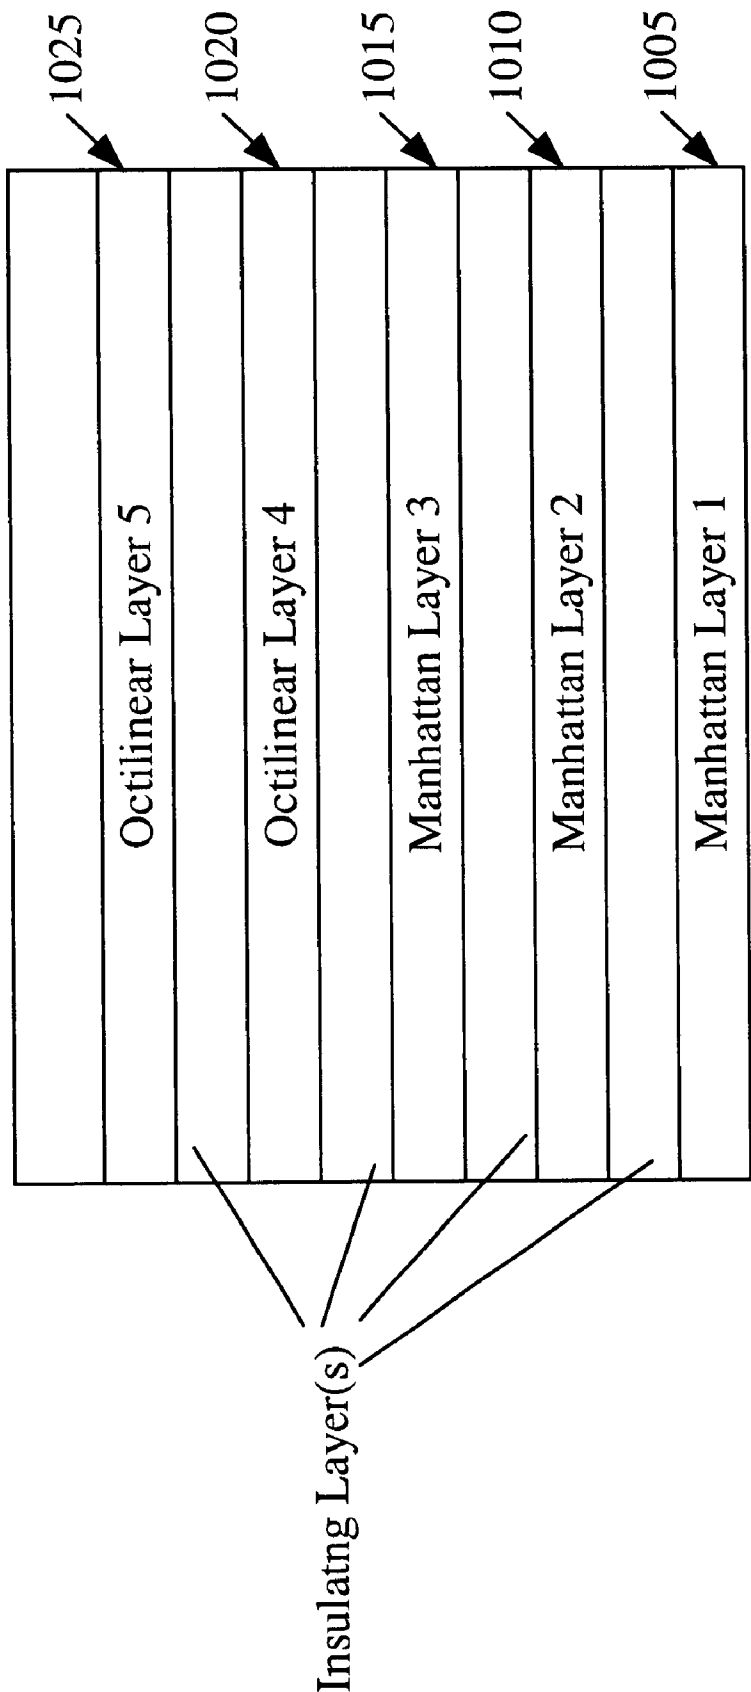 1025
Octilinear Layer 5
1020
Octilinear Layer 4
1015
Manhattan Layer 3
1010
Manhattan Layer 2
1005
Manhattan Layer 1
Insulatng Layer(s)